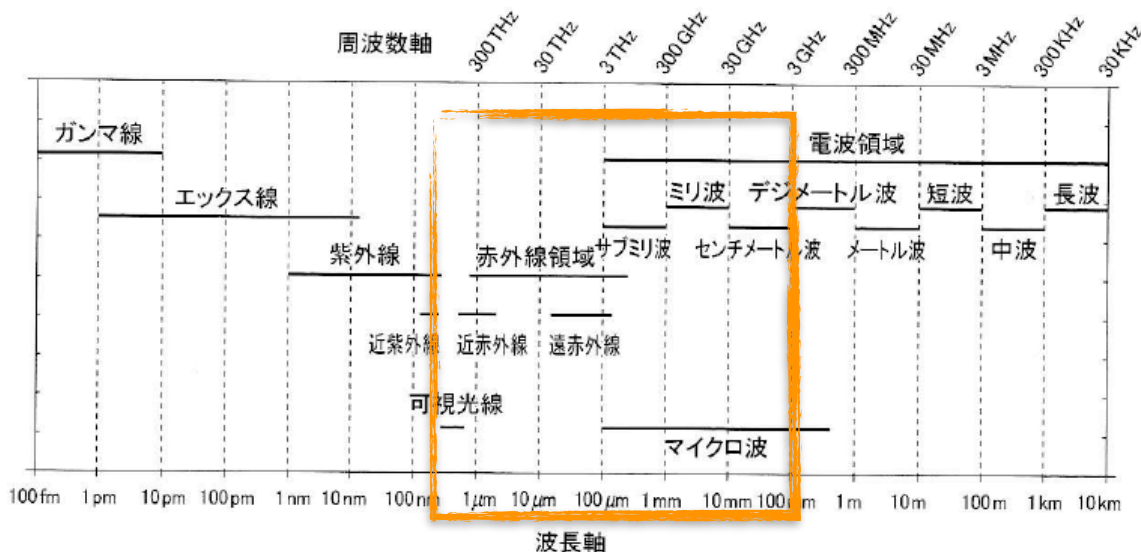 周波数軸
300THz 30THz 3THz 300GHz 30GHz 3GHz 300MHz 30MHz 3MHz 300KHz 30KHz
ガンマ線
電波領域
エックス線
ミリ波 デジメートル波 短波 長波
紫外線 赤外線領域 サブミリ波 センチメートル波 メートル波 中波
近紫外線 近赤外線 遠赤外線
可視光線
マイクロ波
100fm 1pm 10pm 100pm 1nm 10nm 100nm 1μm 10μm 100μm 1mm 10mm 100mm 1m 10m 100m 1km 10km
波長軸